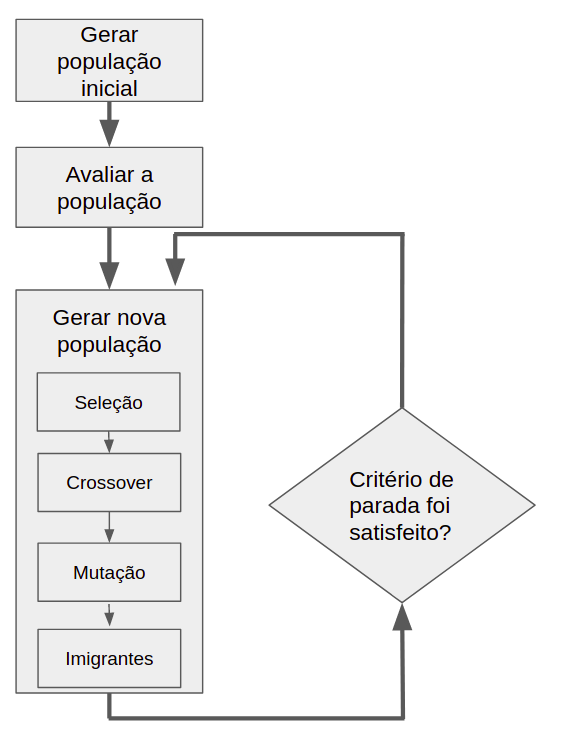 Gerar
população
inicial
Avaliar a
população
Gerar nova
população
Seleção
Crossover
Mutação
Imigrantes
Critério de
parada foi
satisfeito?